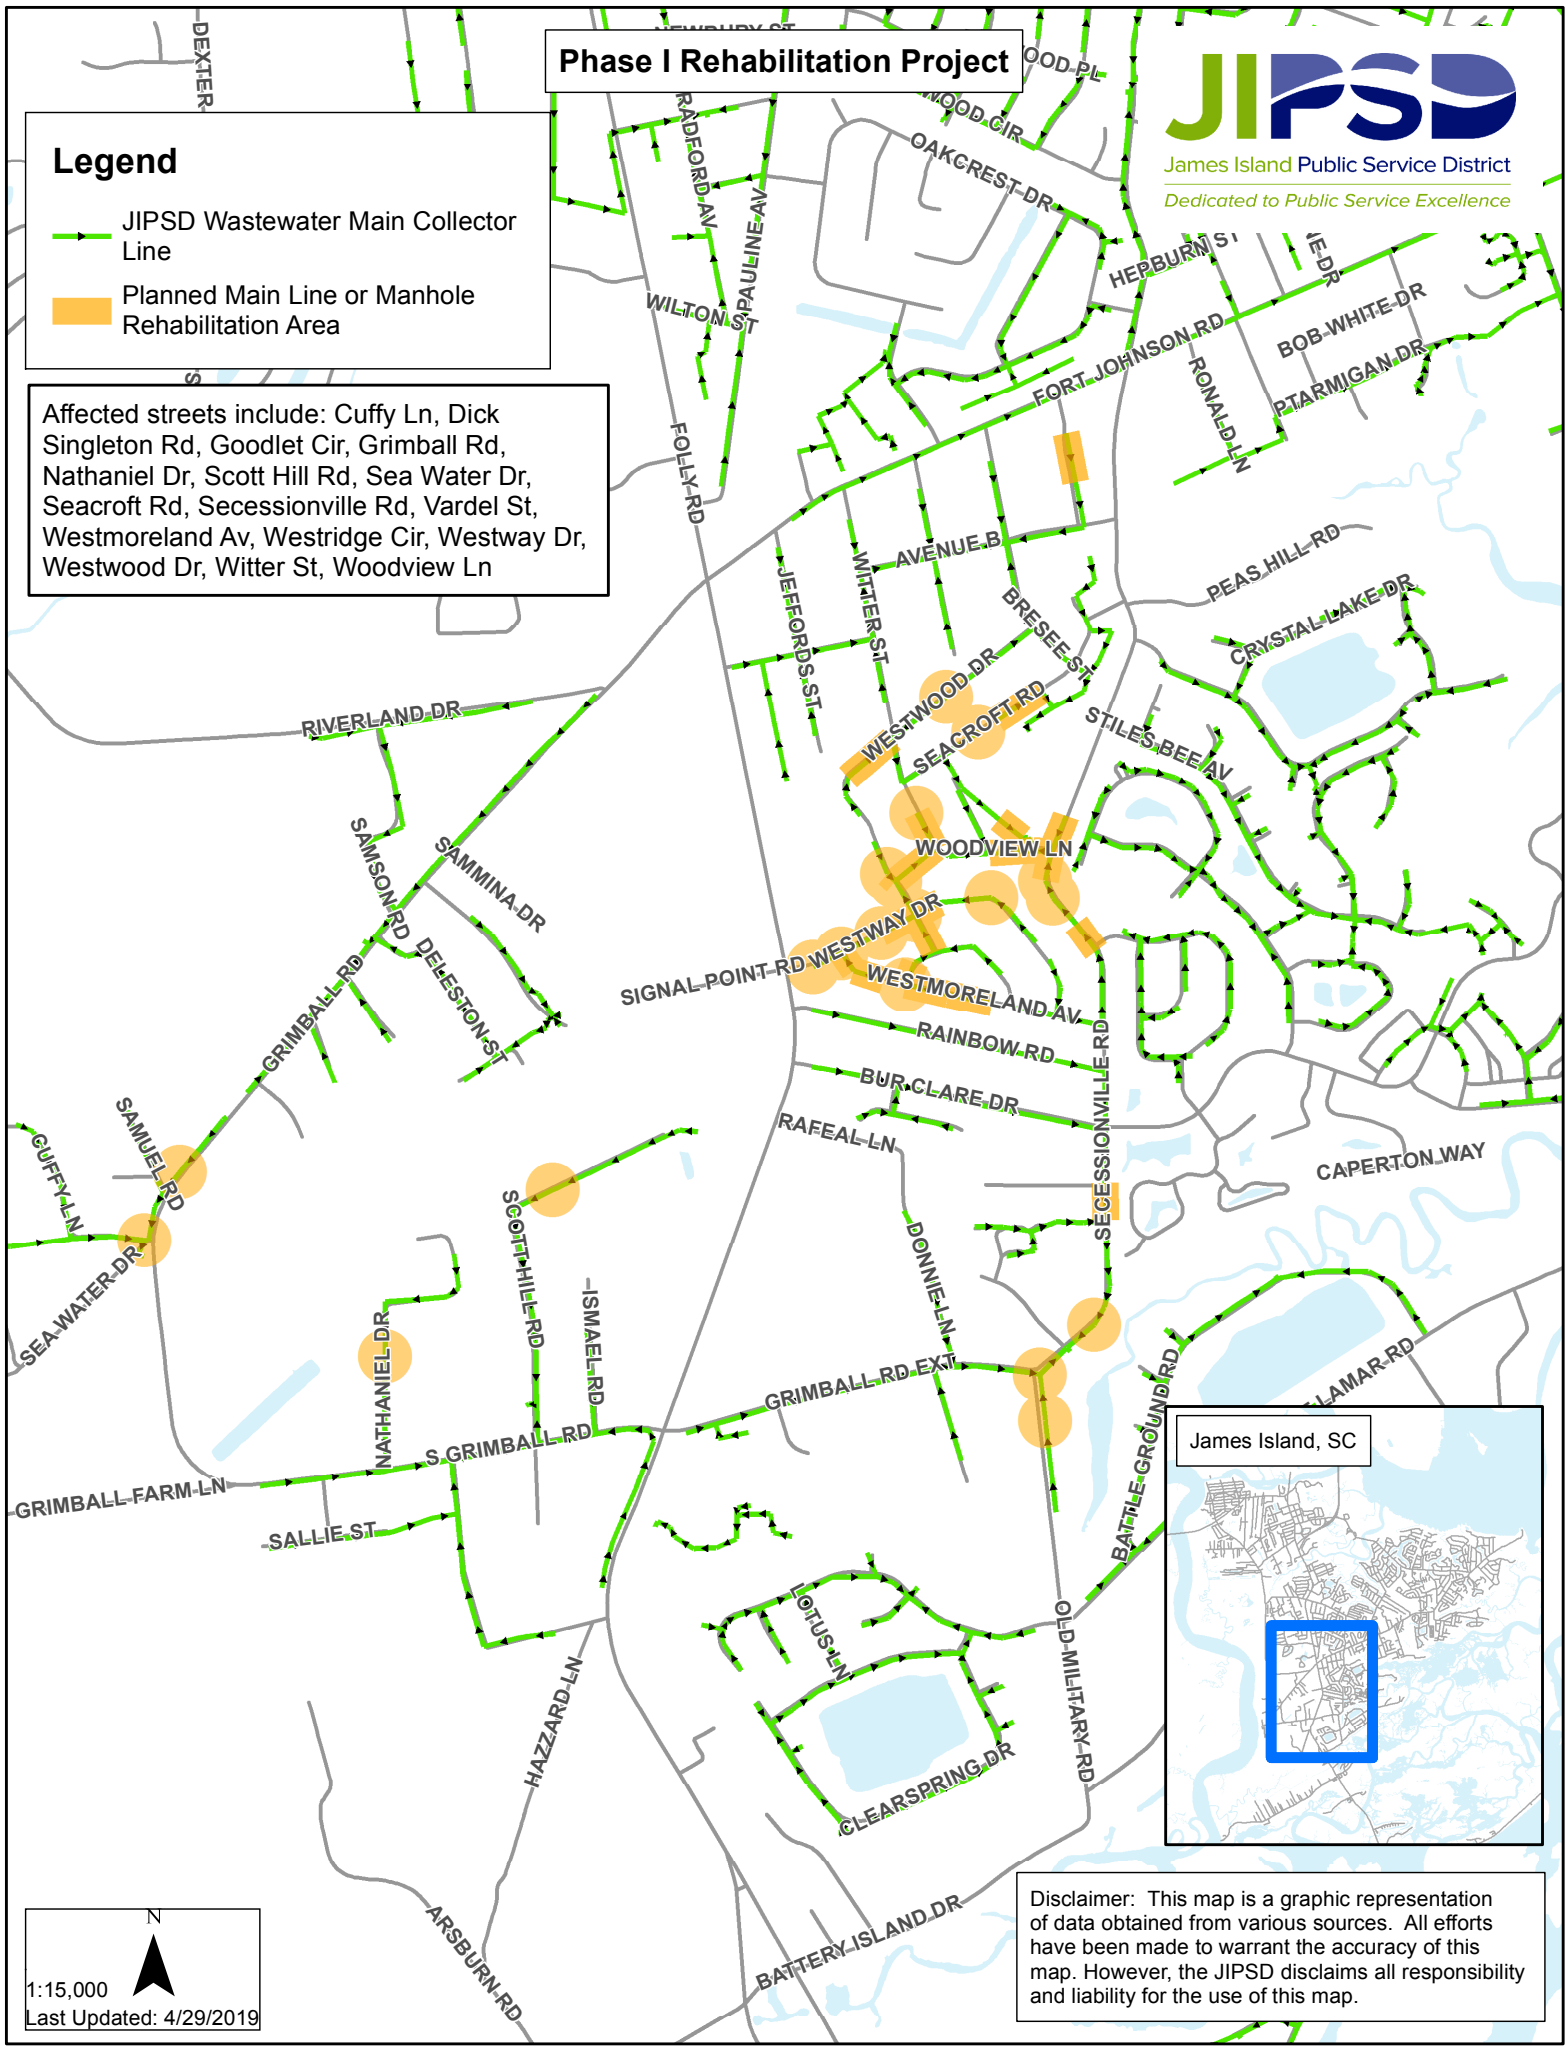 Phase I Rehabilitation Project
JIPSD
James Island Public Service District
Dedicated to Public Service Excellence
Legend
JIPSD Wastewater Main Collector
Line
Planned Main Line or Manhole
Rehabilitation Area
Affected streets include: Cuffy Ln, Dick
Singleton Rd, Goodlet Cir, Grimball Rd,
Nathaniel Dr, Scott Hill Rd, Sea Water Dr,
Seacroft Rd, Secessionville Rd, Vardel St,
Westmoreland Av, Westridge Cir, Westway Dr,
Westwood Dr, Witter St, Woodview Ln
DEXTER
OOD PL
WOOD CIR
OAKCREST DR
RADFORD AV
PAULINE AV
WILTON ST
HEPBURN ST
NE DR
BOB WHITE DR
FORT JOHNSON RD
RONALD LN
PTARMIGAN DR
FOLLY RD
AVENUE B
PEAS HILL RD
JEFFORDS ST
WITTER ST
BRESEE ST
CRYSTAL LAKE DR
WESTWOOD DR
SEACROFT RD
STILES BEE AV
RIVERLAND DR
SAMSON RD
SAMMINA DR
WOODVIEW LN
DELESTON ST
GRIMBALL RD
SIGNAL POINT RD
WESTWAY DR
WESTMORELAND AV
RAINBOW RD
BUR CLARE DR
SECESSIONVILLE RD
RAFEAL LN
CAPERTON WAY
SAMUEL RD
CUFFY LN
SEA WATER DR
SCOTT HILL RD
DONNIE LN
ISMAEL RD
NATHANIEL DR
GRIMBALL RD EXT
BATTLE GROUND RD
LAMAR RD
S GRIMBALL RD
GRIMBALL FARM LN
SALLIE ST
LOTUS LN
OLD MILITARY RD
HAZZARD LN
CLEARSPRING DR
ARSBURN RD
BATTERY ISLAND DR
James Island, SC
N
1:15,000
Last Updated: 4/29/2019
Disclaimer: This map is a graphic representation
of data obtained from various sources. All efforts
have been made to warrant the accuracy of this
map. However, the JIPSD disclaims all responsibility
and liability for the use of this map.